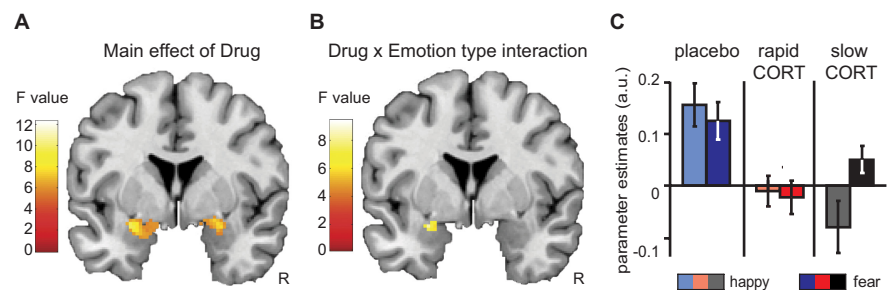 A
Main effect of Drug
F value
12
10
8
6
4
2
0
R
B
Drug x Emotion type interaction
F value
8
6
4
2
0
R
C
placebo
rapid
CORT
slow
CORT
parameter estimates (a.u.)
0.2
0.1
0
-0.1
happy
fear